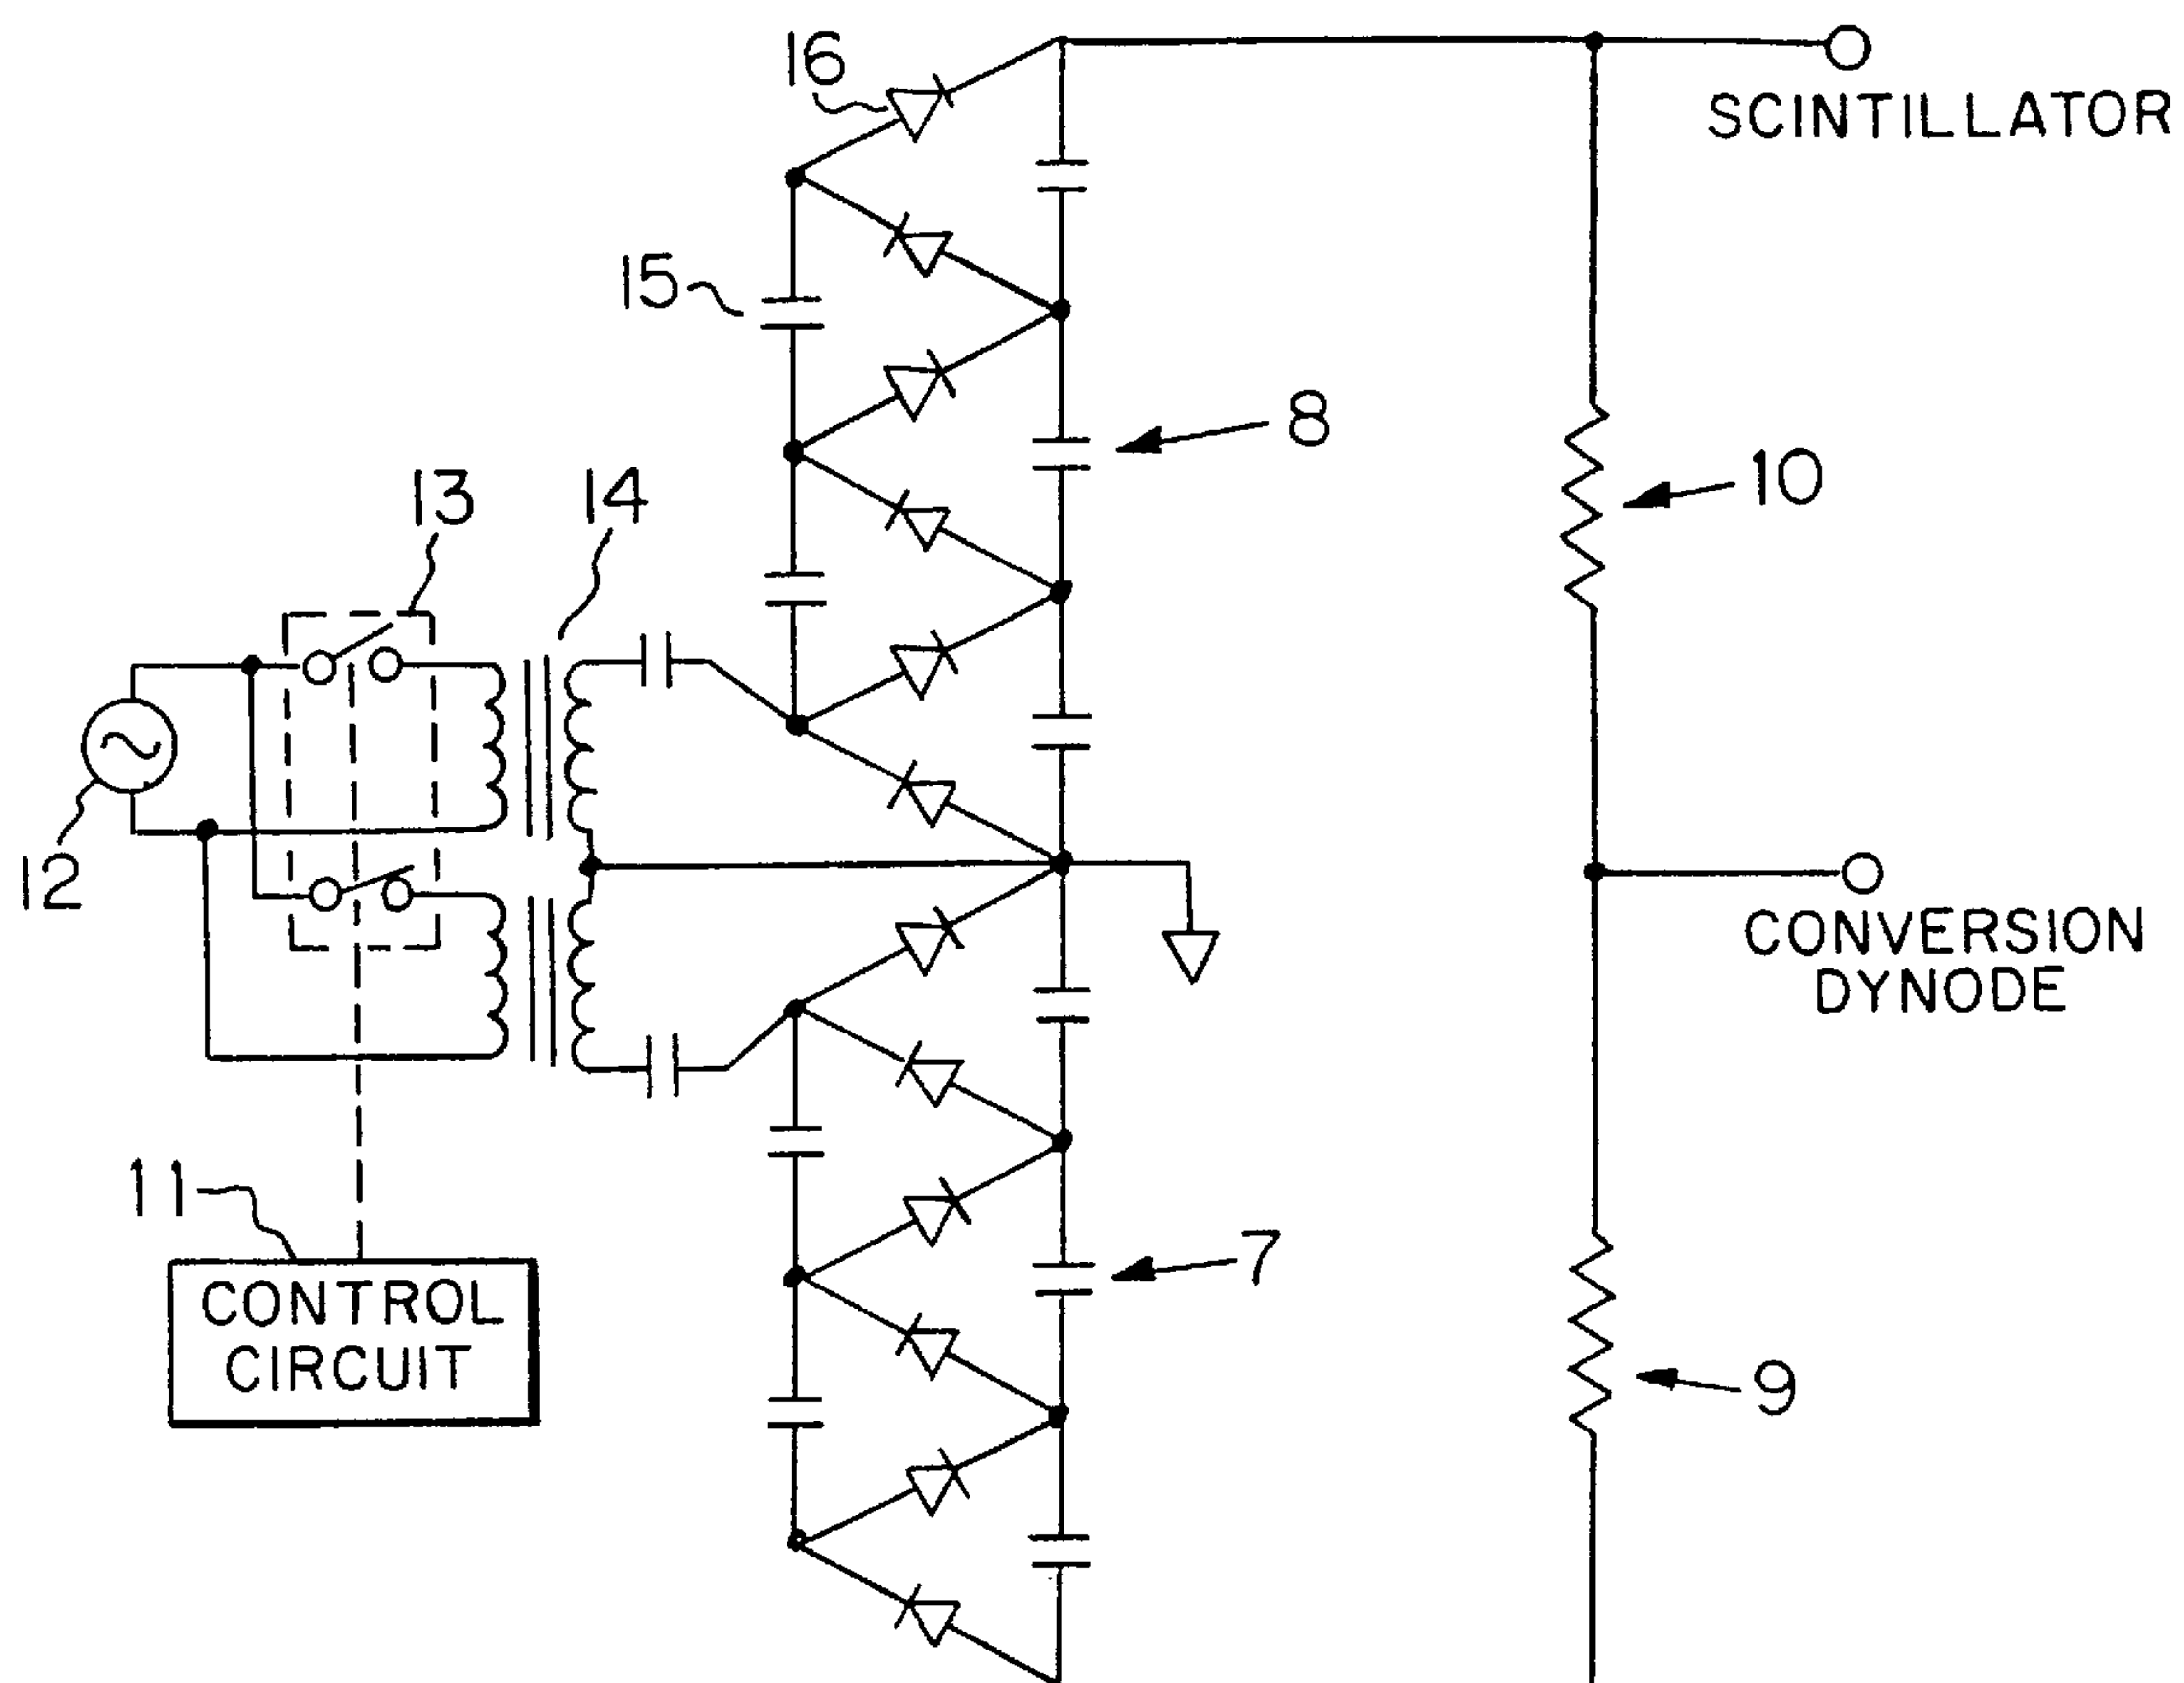 16
SCINTILLATOR
15
8
10
13
14
12
CONVERSION
DYNODE
11
7
CONTROL
CIRCUIT
9